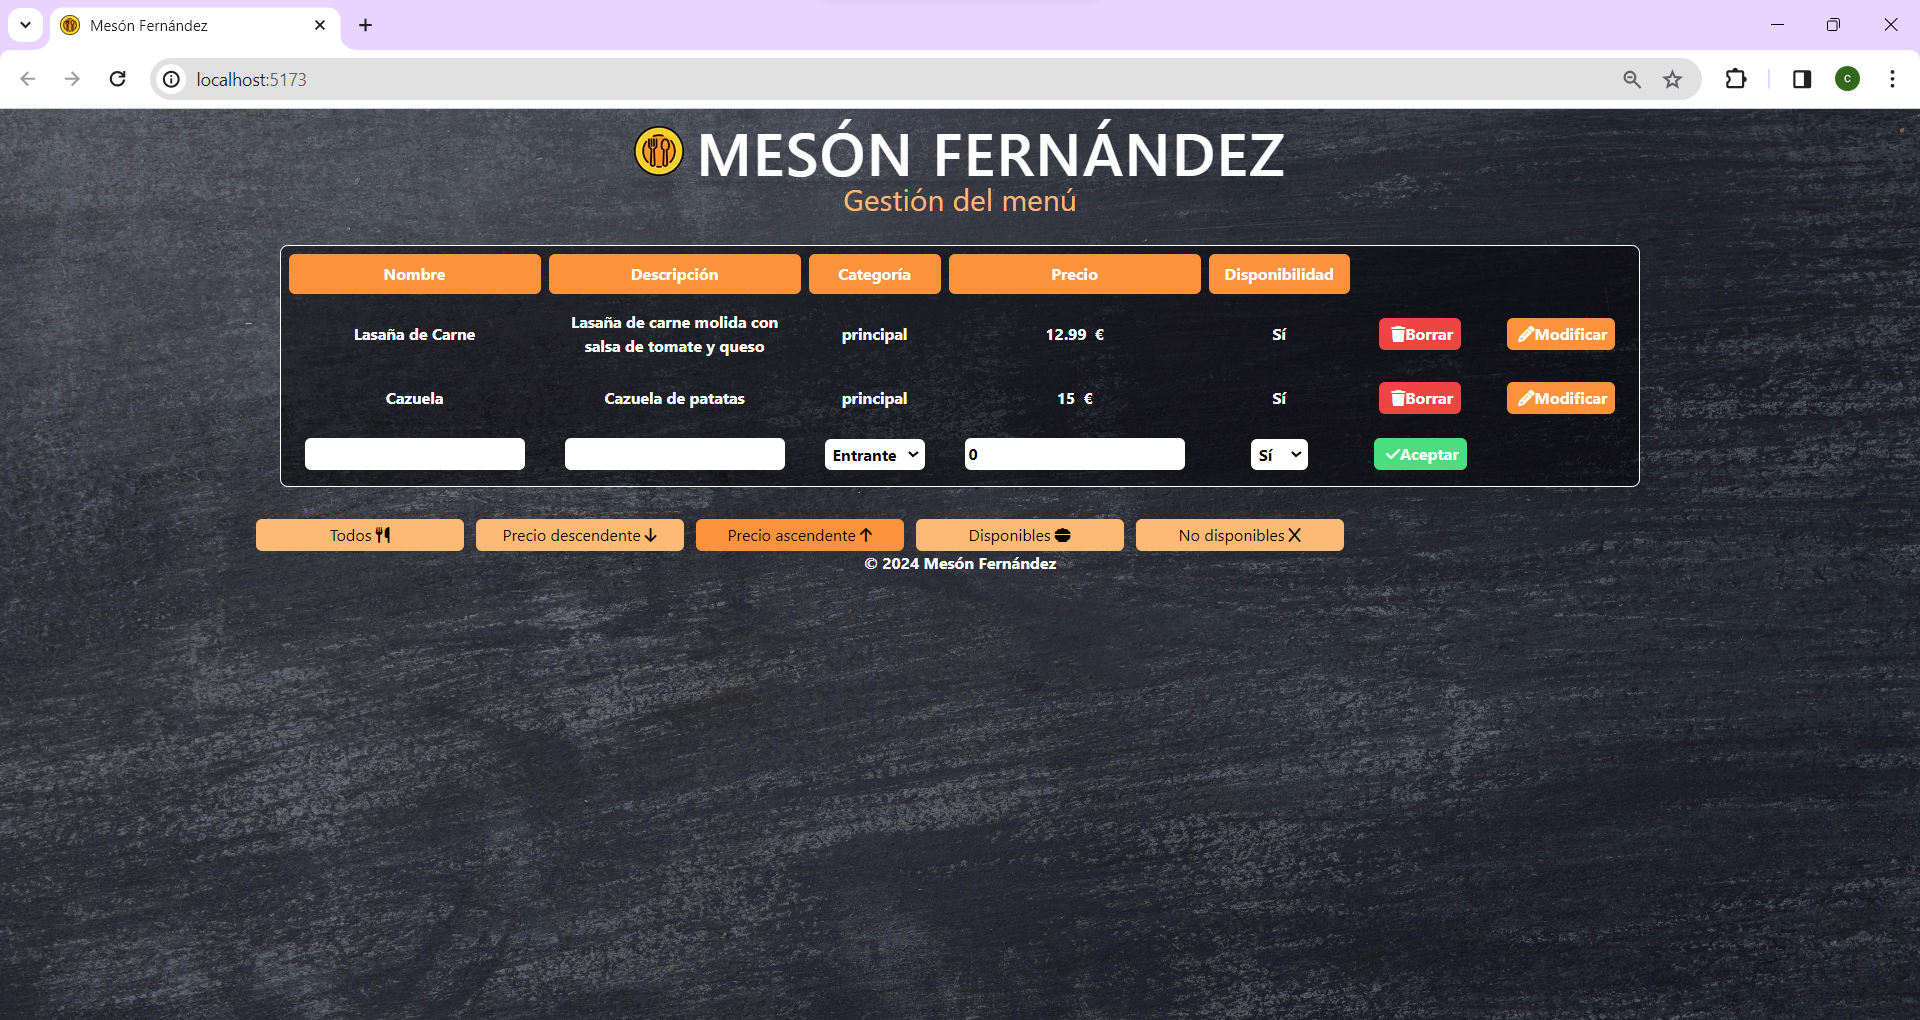 Mesón Fernández
localhost:5173
C
MESÓN FERNÁNDEZ
Gestión del menú
Nombre Descripción Categoría Precio Disponibilidad
Lasaña de Carne Lasaña de carne molida con salsa de tomate y queso principal 12.99 € Sí Borrar Modificar
Cazuela Cazuela de patatas principal 15 € Sí Borrar Modificar
Entrante 0 Sí Aceptar
Todos Precio descendente Precio ascendente Disponibles No disponibles
© 2024 Mesón Fernández